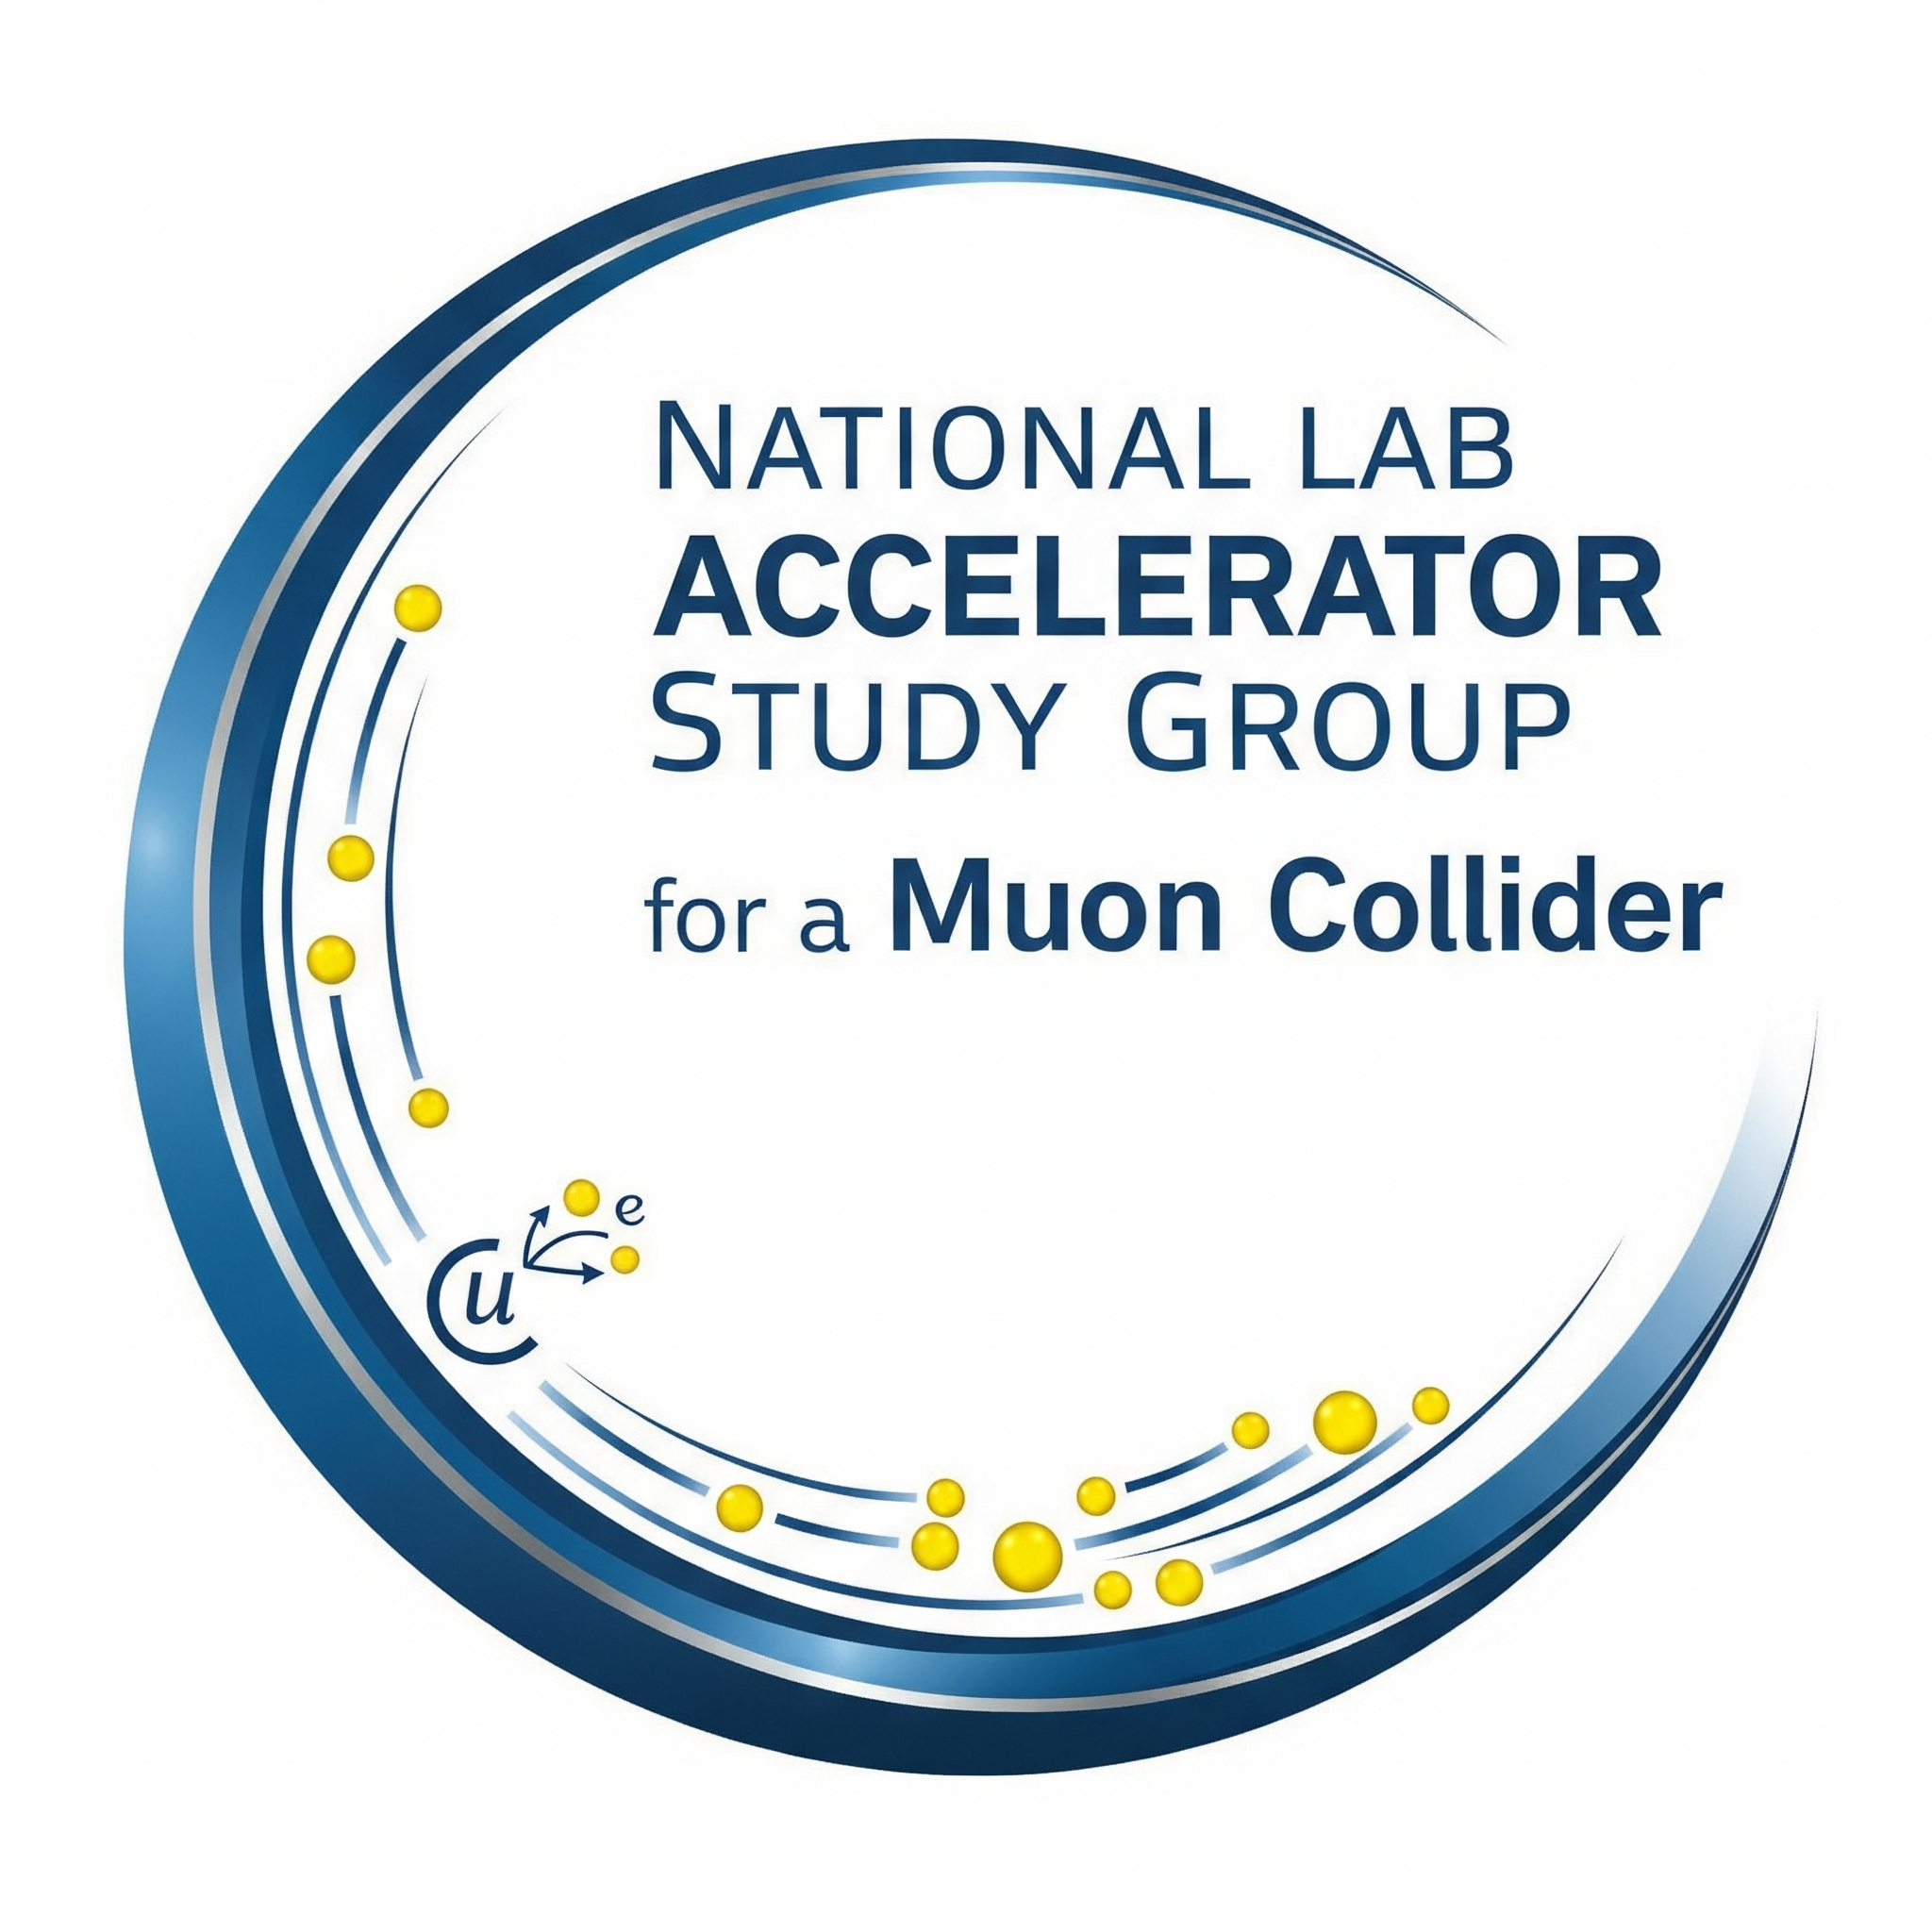 NATIONAL LAB
ACCELERATOR
STUDY GROUP
for a Muon Collider
e
u